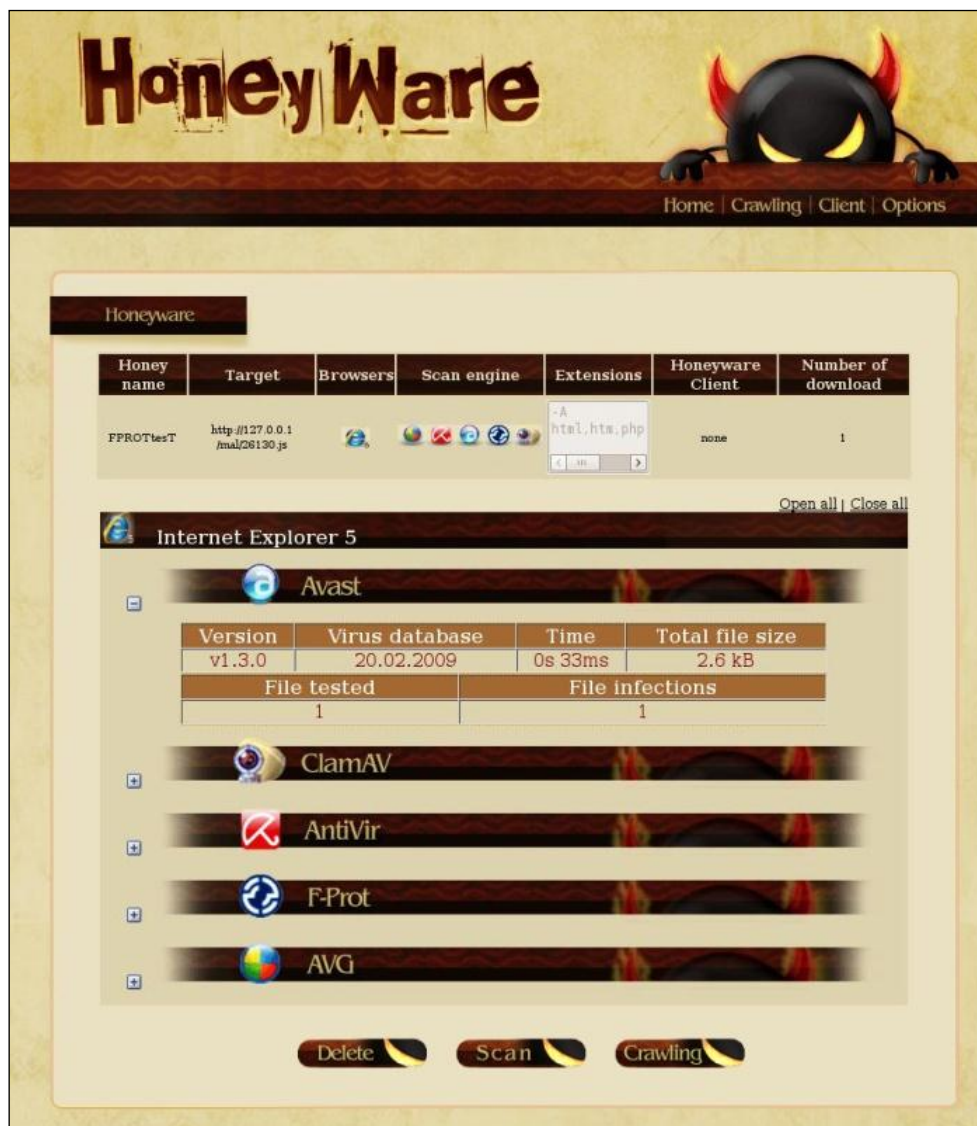 HoneyWare
Home | Crawling | Client | Options
Honeyware
Honey name Target Browsers Scan engine Extensions Honeyware Client Number of download
FPROTtesT http://127.0.0.1/mal/26130.js -A html,htm,php none 1
Open all | Close all
Internet Explorer 5
Avast
Version Virus database Time Total file size
v1.3.0 20.02.2009 0s 33ms 2.6 kB
File tested File infections
1 1
ClamAV
AntiVir
F-Prot
AVG
Delete Scan Crawling